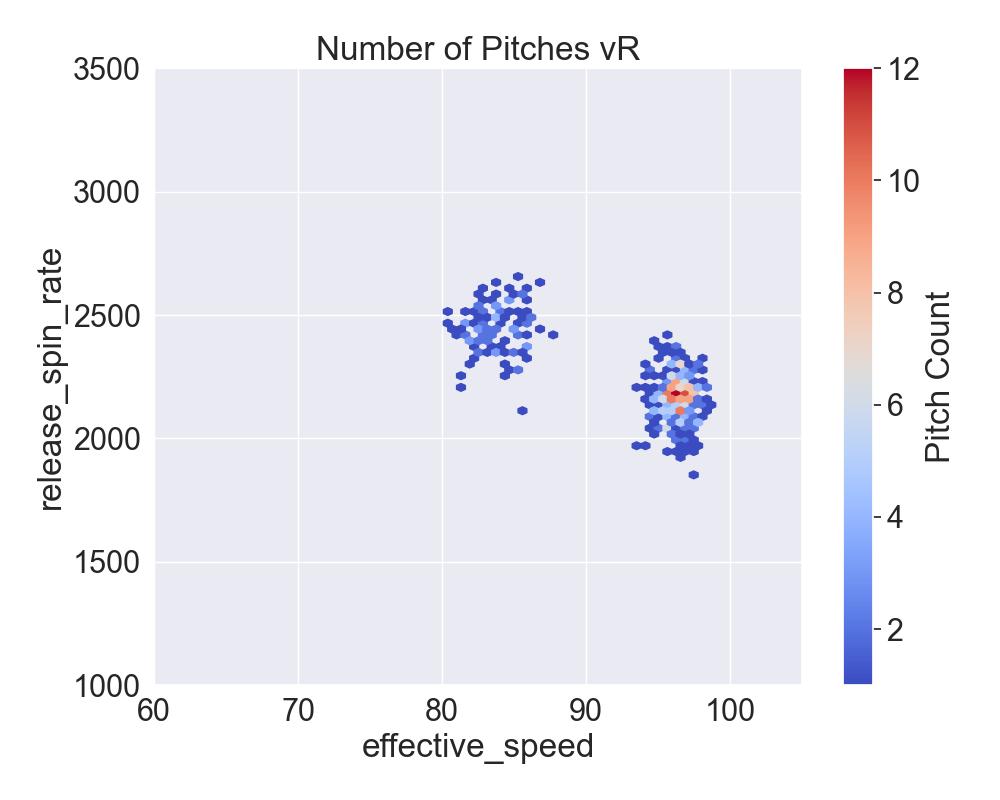 Number of Pitches vR
3500
3000
2500
2000
1500
1000
release_spin_rate
60 70 80 90 100
effective_speed
12
10
8
6
4
2
Pitch Count